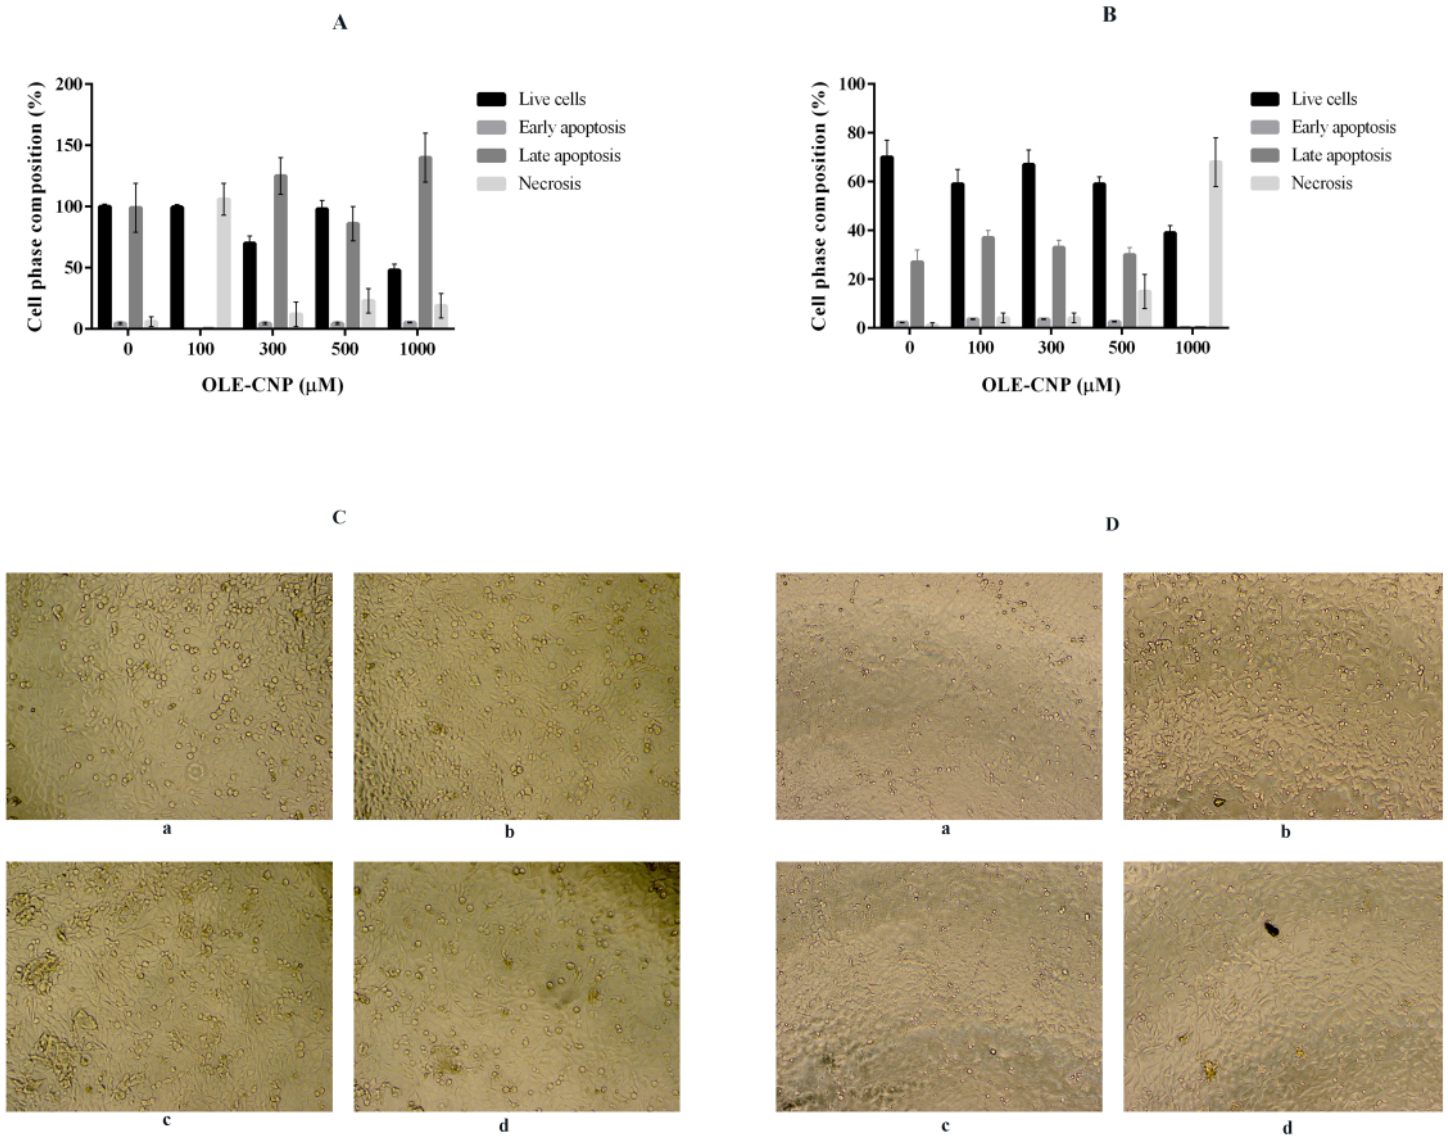 A
Cell phase composition (%)
200
150
100
50
0
0 100 300 500 1000
OLE-CNP (μM)
Live cells
Early apoptosis
Late apoptosis
Necrosis
B
Cell phase composition (%)
100
80
60
40
20
0
0 100 300 500 1000
OLE-CNP (μM)
Live cells
Early apoptosis
Late apoptosis
Necrosis
C
a
b
c
d
D
a
b
c
d